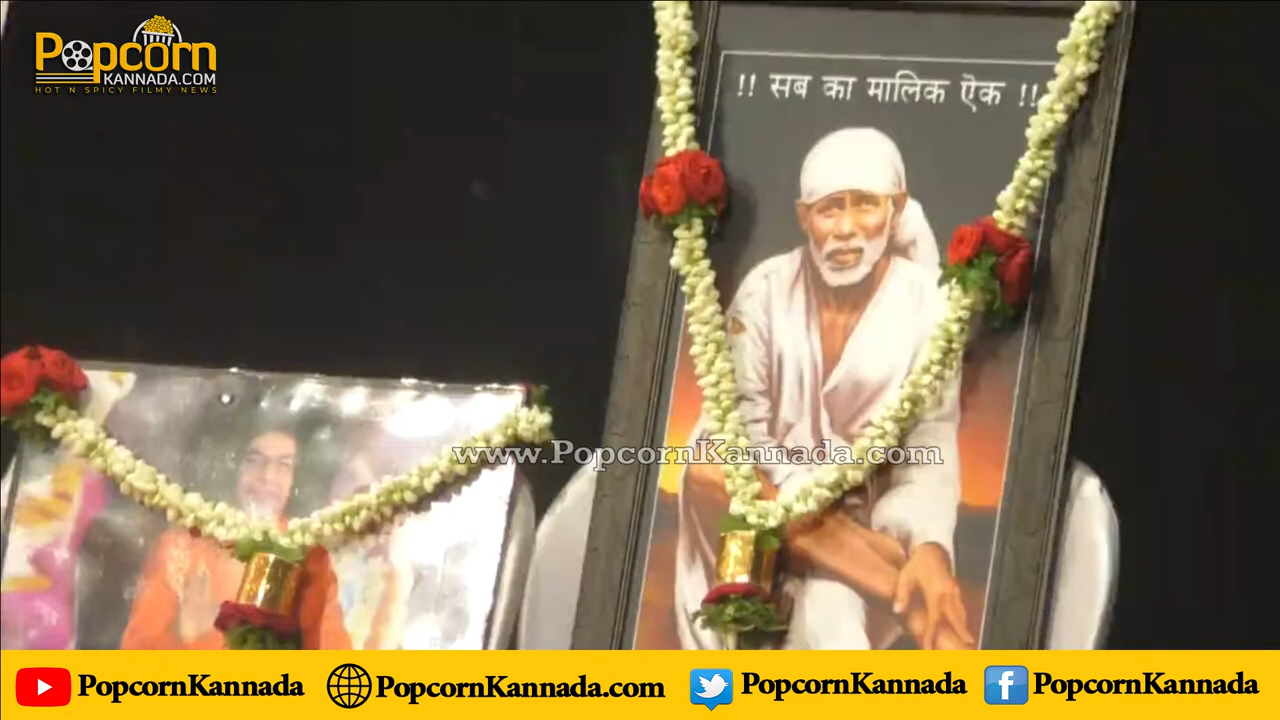 Popcorn
KANNADA.COM
HOT N SPICY FILMY NEWS
!! सब का मालिक ऐक !!
www.PopcornKannada.com
PopcornKannada
PopcornKannada.com
PopcornKannada
PopcornKannada